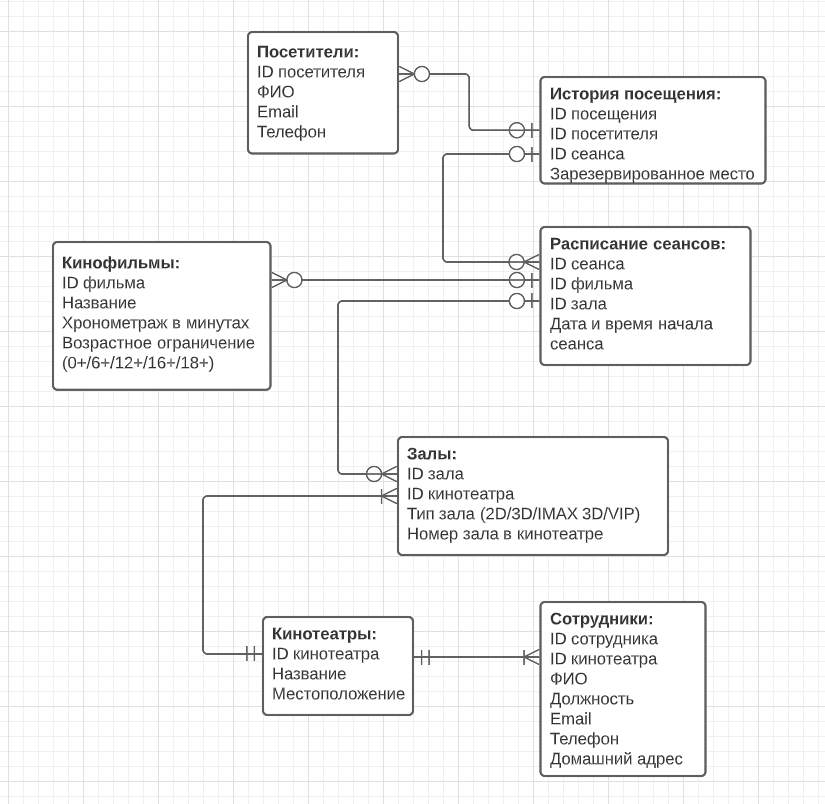 Посетители:
ID посетителя
ФИО
Email
Телефон
История посещения:
ID посещения
ID посетителя
ID сеанса
Зарезервированное место
Расписание сеансов:
ID сеанса
ID фильма
ID зала
Дата и время начала
сеанса
Кинофильмы:
ID фильма
Название
Хронометраж в минутах
Возрастное ограничение
(0+/6+/12+/16+/18+)
Залы:
ID зала
ID кинотеатра
Тип зала (2D/3D/IMAX 3D/VIP)
Номер зала в кинотеатре
Кинотеатры:
ID кинотеатра
Название
Местоположение
Сотрудники:
ID сотрудника
ID кинотеатра
ФИО
Должность
Email
Телефон
Домашний адрес